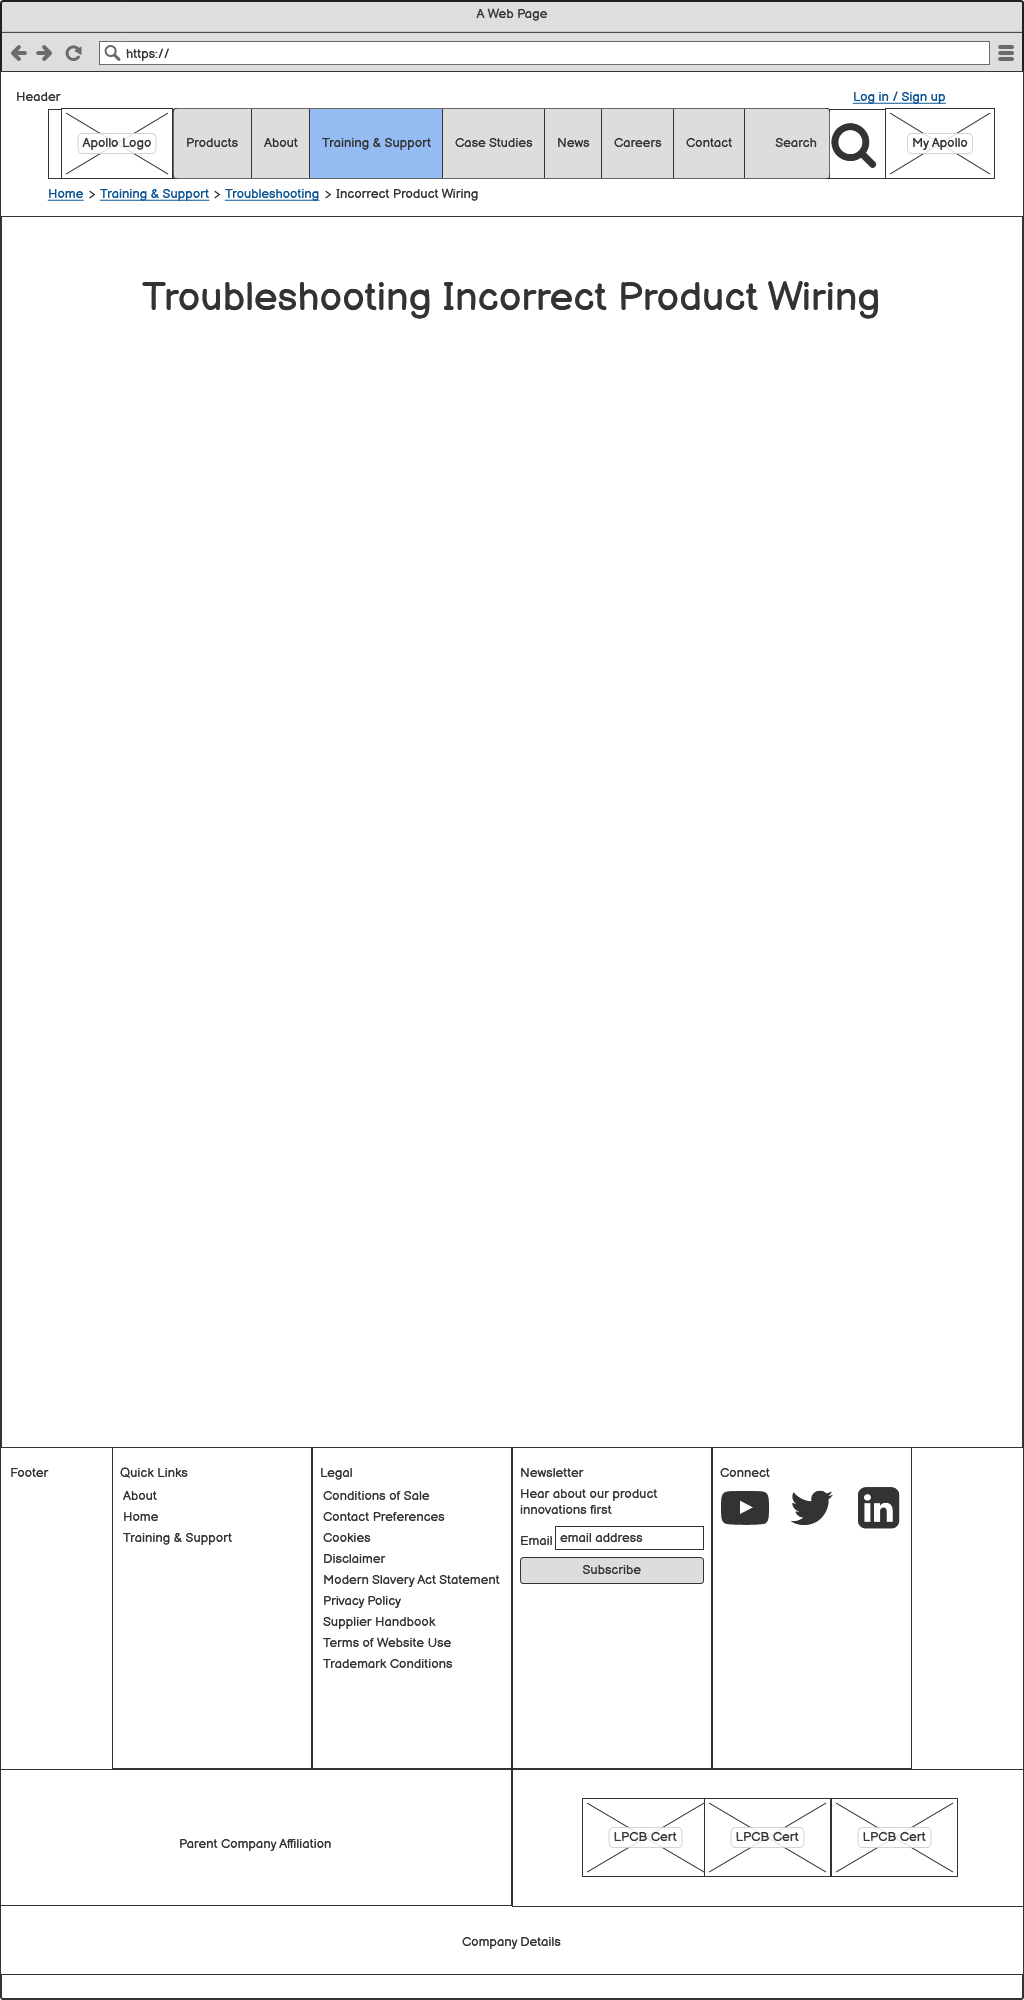 A Web Page
https://
Header
Log in / Sign up
Apollo Logo
Products
About
Training & Support
Case Studies
News
Careers
Contact
Search
My Apollo
Home > Training & Support > Troubleshooting > Incorrect Product Wiring
Troubleshooting Incorrect Product Wiring
Footer
Quick Links
About
Home
Training & Support
Legal
Conditions of Sale
Contact Preferences
Cookies
Disclaimer
Modern Slavery Act Statement
Privacy Policy
Supplier Handbook
Terms of Website Use
Trademark Conditions
Newsletter
Hear about our product
innovations first
Email email address
Subscribe
Connect
in
Parent Company Affiliation
LPCB Cert
LPCB Cert
LPCB Cert
Company Details